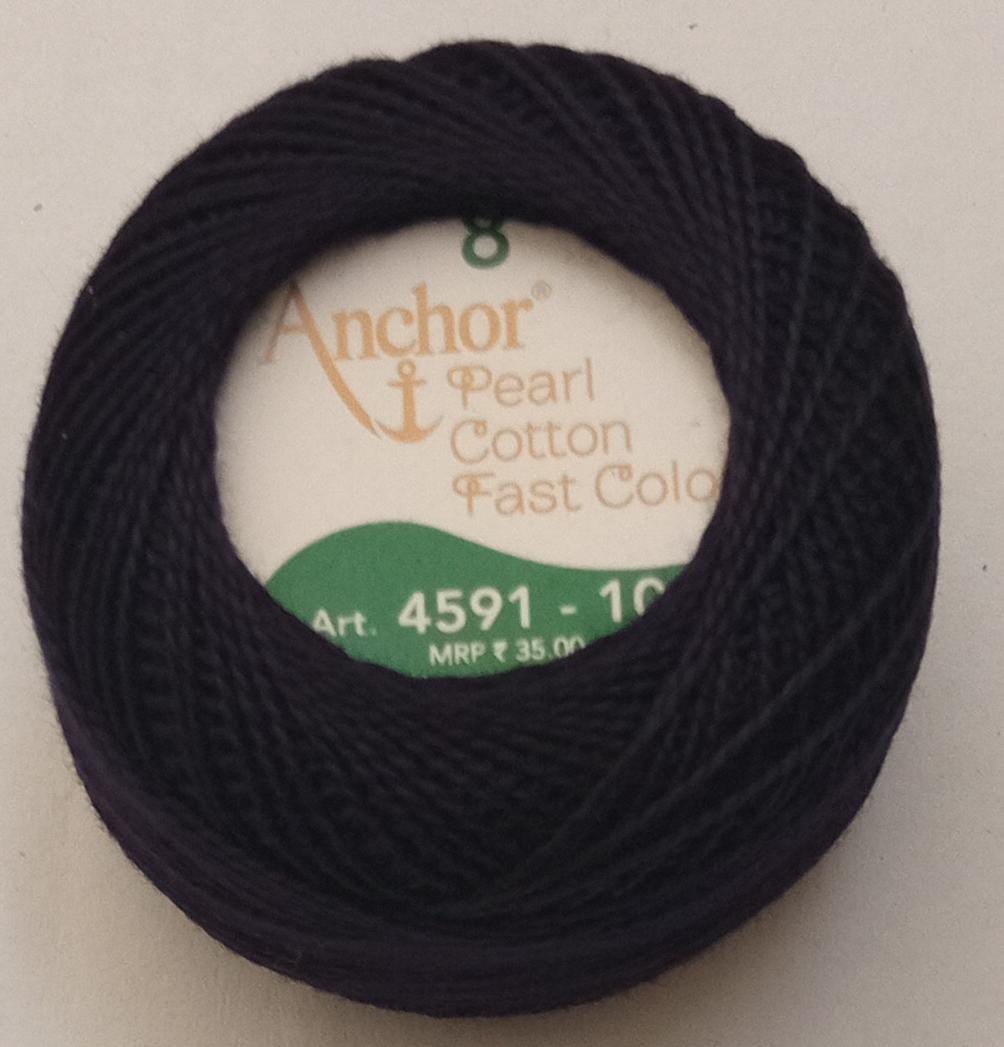 8
Anchor®
Pearl
Cotton
Fast Colo
Art. 4591 - 10
MRP ₹ 35.00